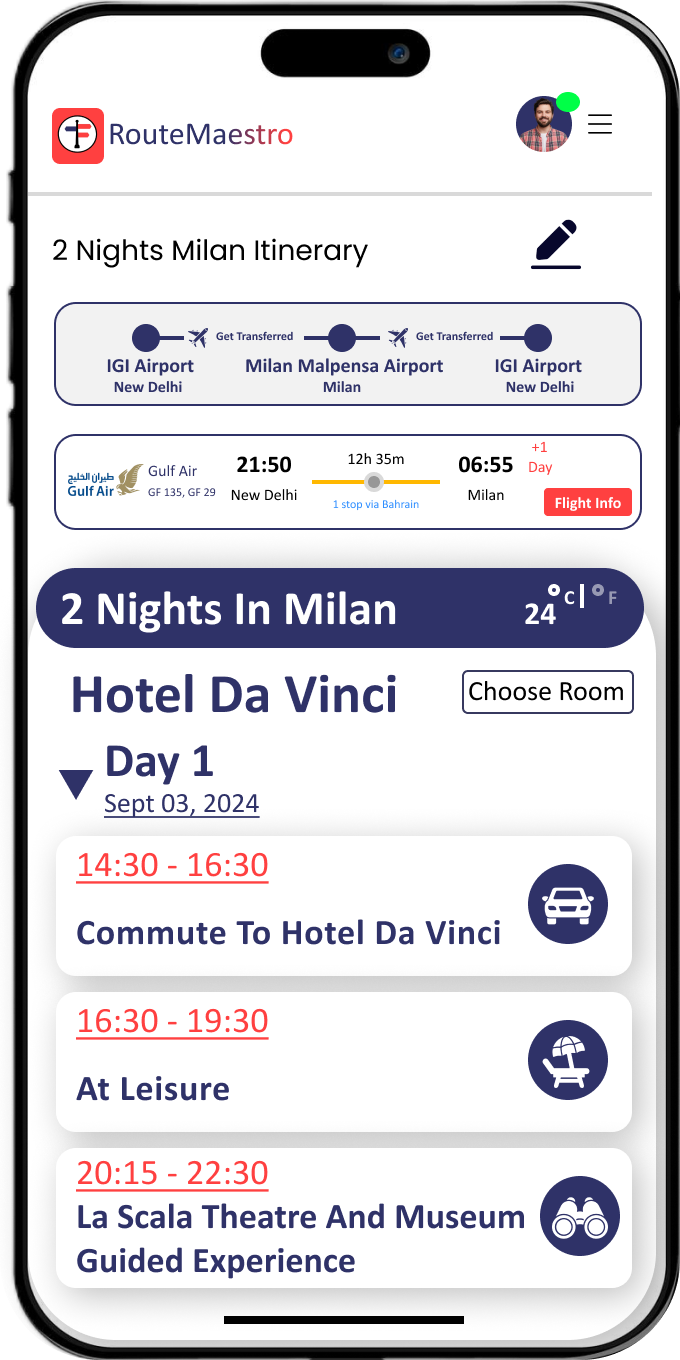 RouteMaestro
2 Nights Milan Itinerary
Get Transferred Get Transferred
IGI Airport Milan Malpensa Airport IGI Airport
New Delhi Milan New Delhi
طيران الخليج
Gulf Air
Gulf Air
GF 135, GF 29
21:50
New Delhi
12h 35m
1 stop via Bahrain
06:55
Milan
+1
Day
Flight Info
2 Nights In Milan
24 °C | °F
Hotel Da Vinci
Choose Room
Day 1
Sept 03, 2024
14:30 - 16:30
Commute To Hotel Da Vinci
16:30 - 19:30
At Leisure
20:15 - 22:30
La Scala Theatre And Museum
Guided Experience